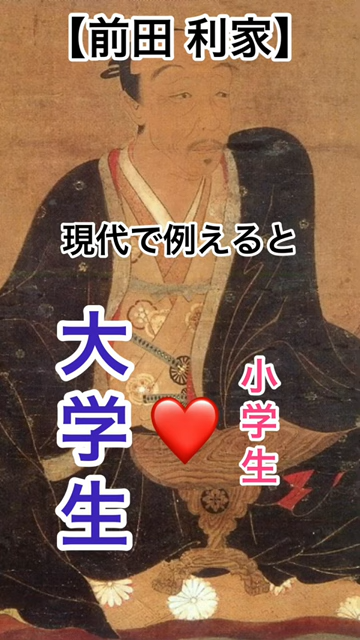 【前田 利家】
現代で例えると
大学生
❤️
小学生